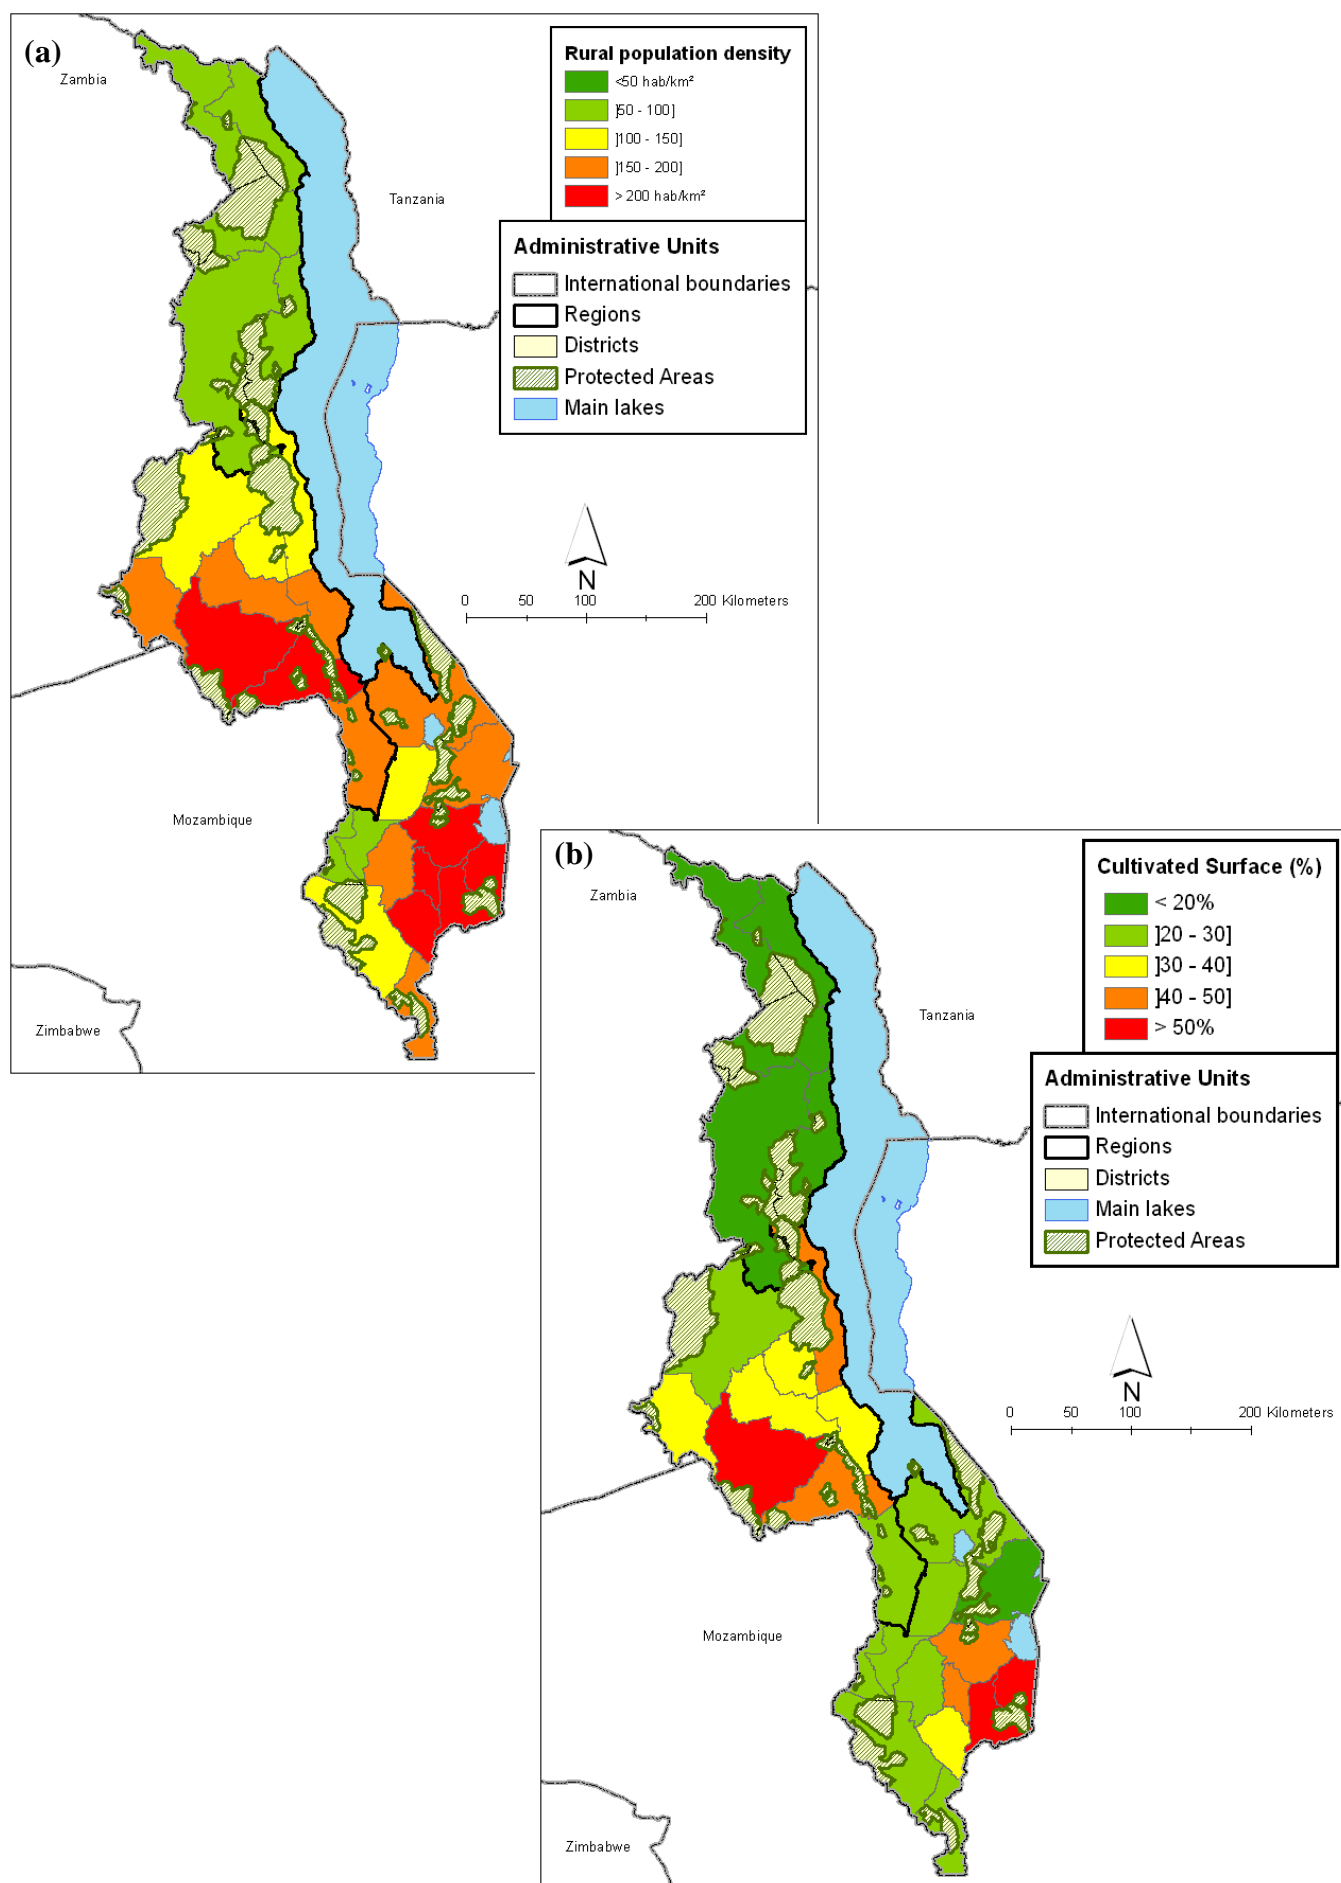 (a)
Zambia
Tanzania
Mozambique
Zimbabwe
Rural population density
<50 hab/km²
]50 - 100]
]100 - 150]
]150 - 200]
> 200 hab/km²
Administrative Units
International boundaries
Regions
Districts
Protected Areas
Main lakes
N
0 50 100 200 Kilometers
(b)
Zambia
Tanzania
Mozambique
Zimbabwe
Cultivated Surface (%)
< 20%
]20 - 30]
]30 - 40]
]40 - 50]
> 50%
Administrative Units
International boundaries
Regions
Districts
Main lakes
Protected Areas
N
0 50 100 200 Kilometers